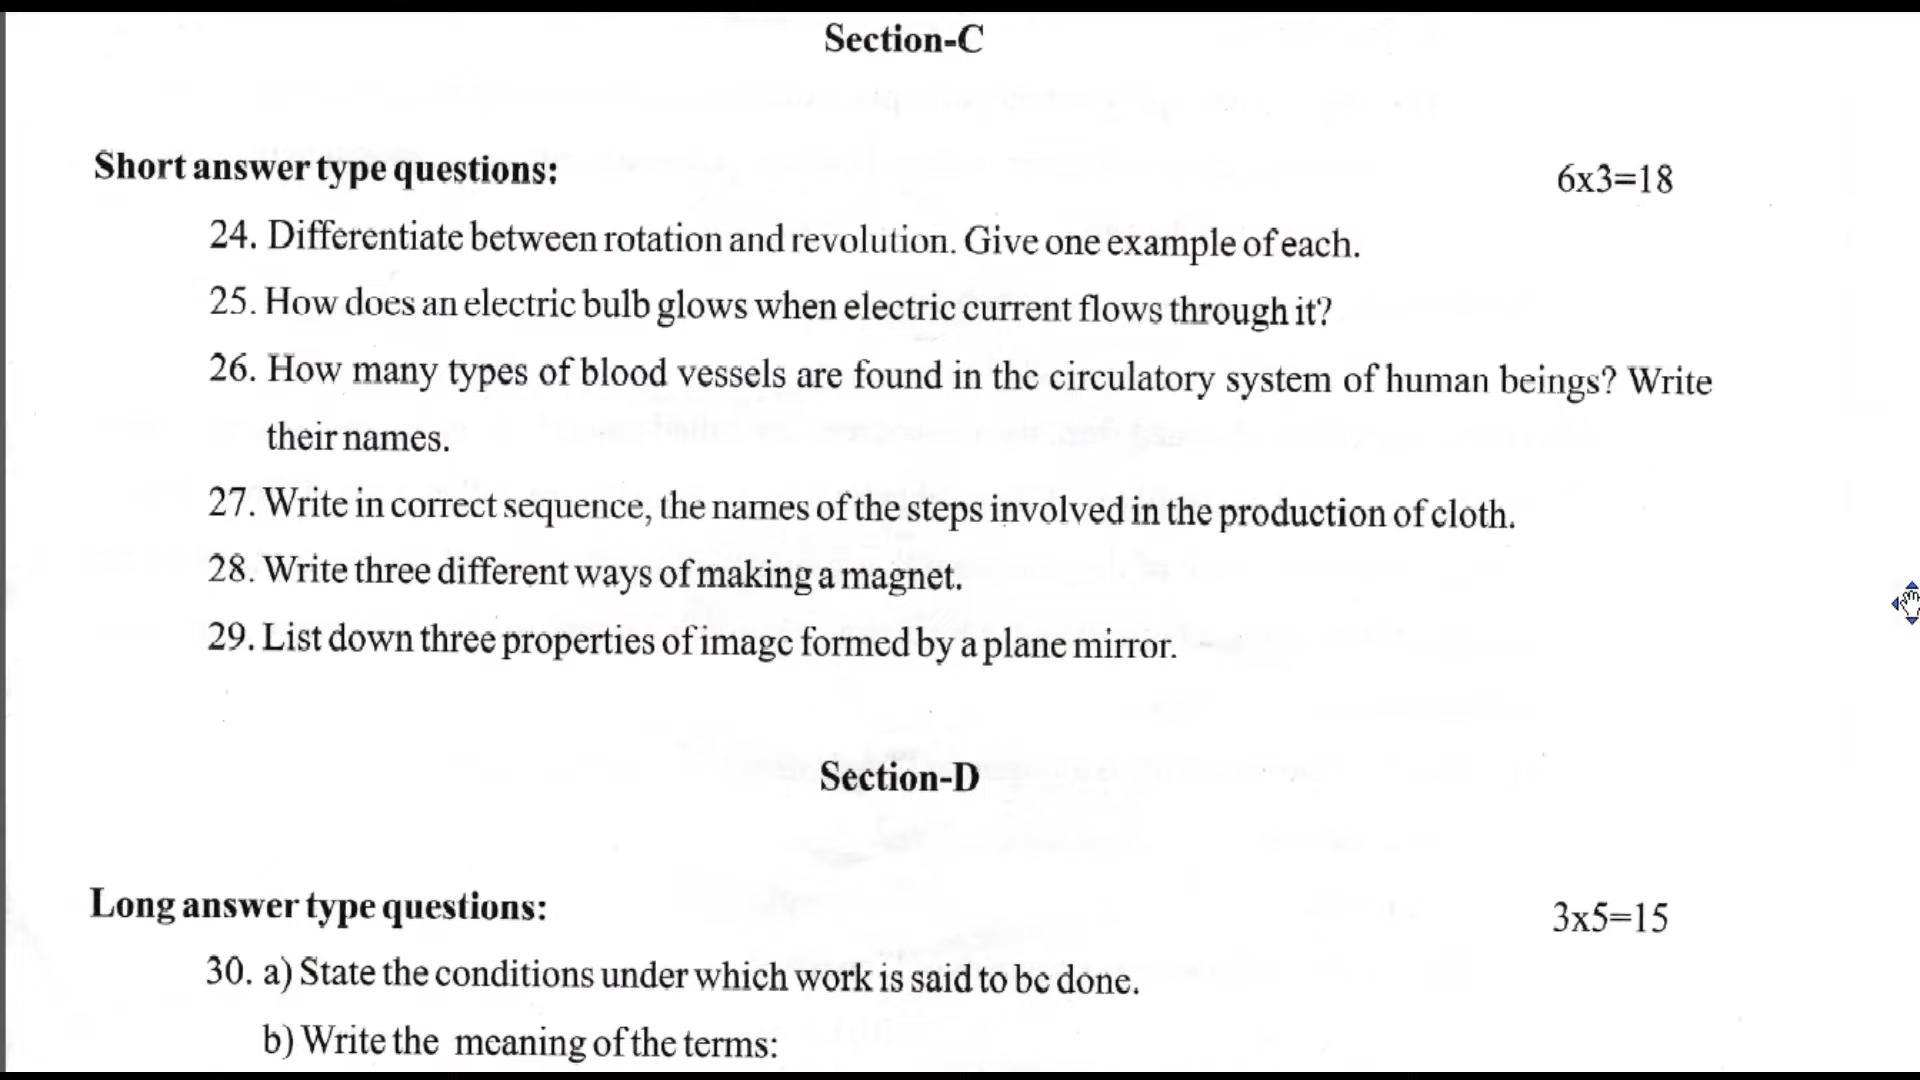 Section-C
Short answer type questions:
6x3=18
24. Differentiate between rotation and revolution. Give one example of each.
25. How does an electric bulb glows when electric current flows through it?
26. How many types of blood vessels are found in the circulatory system of human beings? Write
their names.
27. Write in correct sequence, the names of the steps involved in the production of cloth.
28. Write three different ways of making a magnet.
29. List down three properties of image formed by a plane mirror.
Section-D
Long answer type questions:
3x5=15
30. a) State the conditions under which work is said to be done.
b) Write the meaning of the terms: